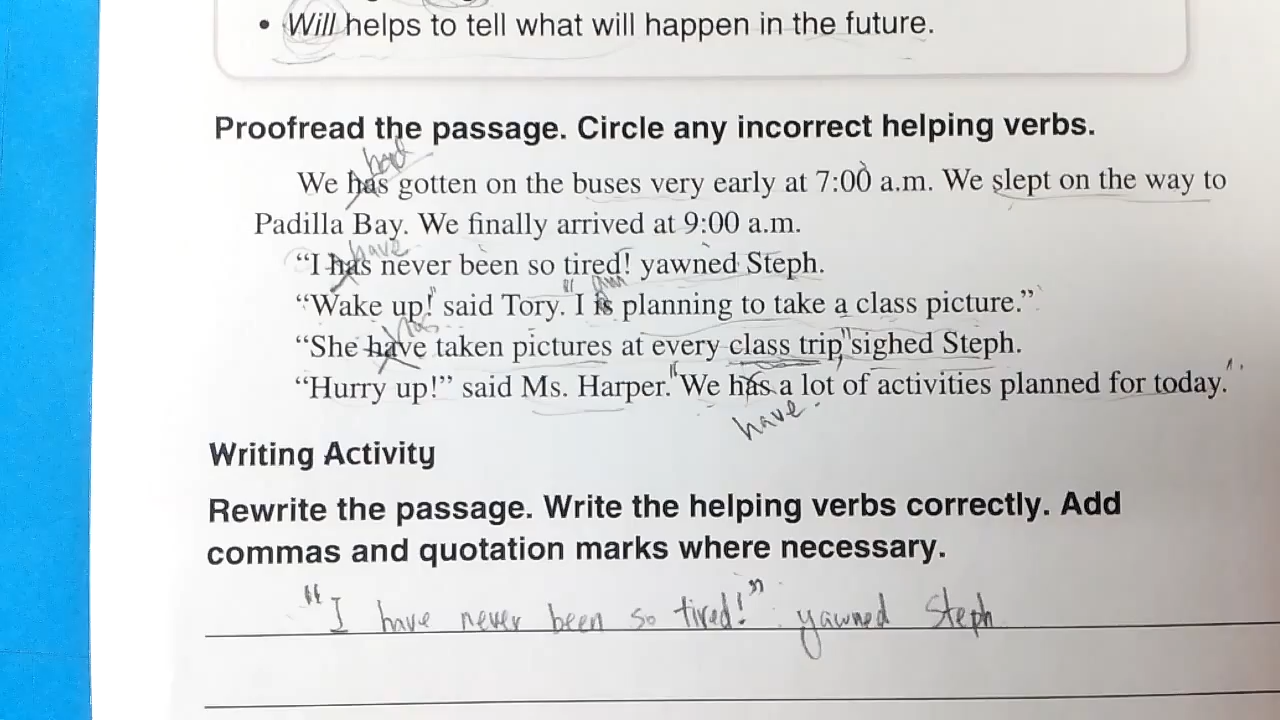 • Will helps to tell what will happen in the future.
Proofread the passage. Circle any incorrect helping verbs.
had
We has gotten on the buses very early at 7:00 a.m. We slept on the way to
Padilla Bay. We finally arrived at 9:00 a.m.
have
“I has never been so tired! yawned Steph.
am
“Wake up!" said Tory. "I is planning to take a class picture.”
has
“She have taken pictures at every class trip," sighed Steph.
“Hurry up!” said Ms. Harper. "We has a lot of activities planned for today."
have
Writing Activity
Rewrite the passage. Write the helping verbs correctly. Add
commas and quotation marks where necessary.
“I have never been so tired!” yawned Steph